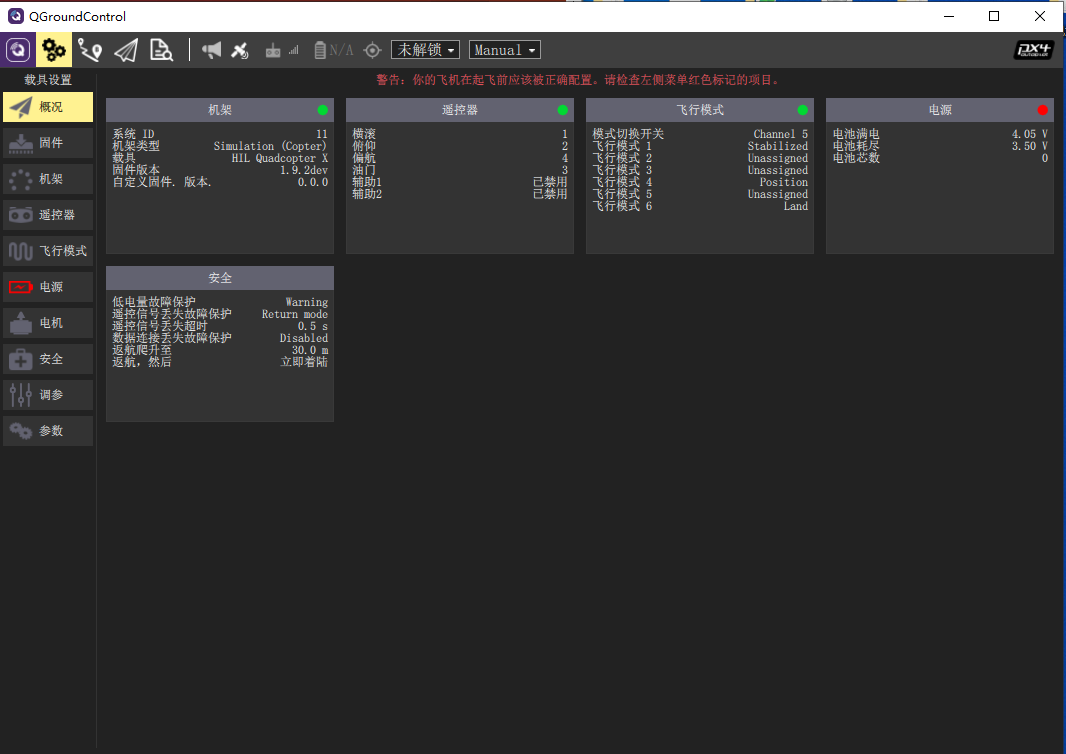 QGroundControl
N/A
未解锁
Manual
px4
autopilot
载具设置
警告：你的飞机在起飞前应该被正确配置。请检查左侧菜单红色标记的项目。
概况
固件
机架
遥控器
飞行模式
电源
电机
安全
调参
参数
机架
系统 ID 11
机架类型 Simulation (Copter)
载具 HIL Quadcopter X
固件版本 1.9.2dev
自定义固件. 版本. 0.0.0
遥控器
横滚 1
俯仰 2
偏航 4
油门 3
辅助1 已禁用
辅助2 已禁用
飞行模式
模式切换开关 Channel 5
飞行模式 1 Stabilized
飞行模式 2 Unassigned
飞行模式 3 Unassigned
飞行模式 4 Position
飞行模式 5 Unassigned
飞行模式 6 Land
电源
电池满电 4.05 V
电池耗尽 3.50 V
电池芯数 0
安全
低电量故障保护 Warning
遥控信号丢失故障保护 Return mode
遥控信号丢失超时 0.5 s
数据连接丢失故障保护 Disabled
返航爬升至 30.0 m
返航，然后 立即着陆